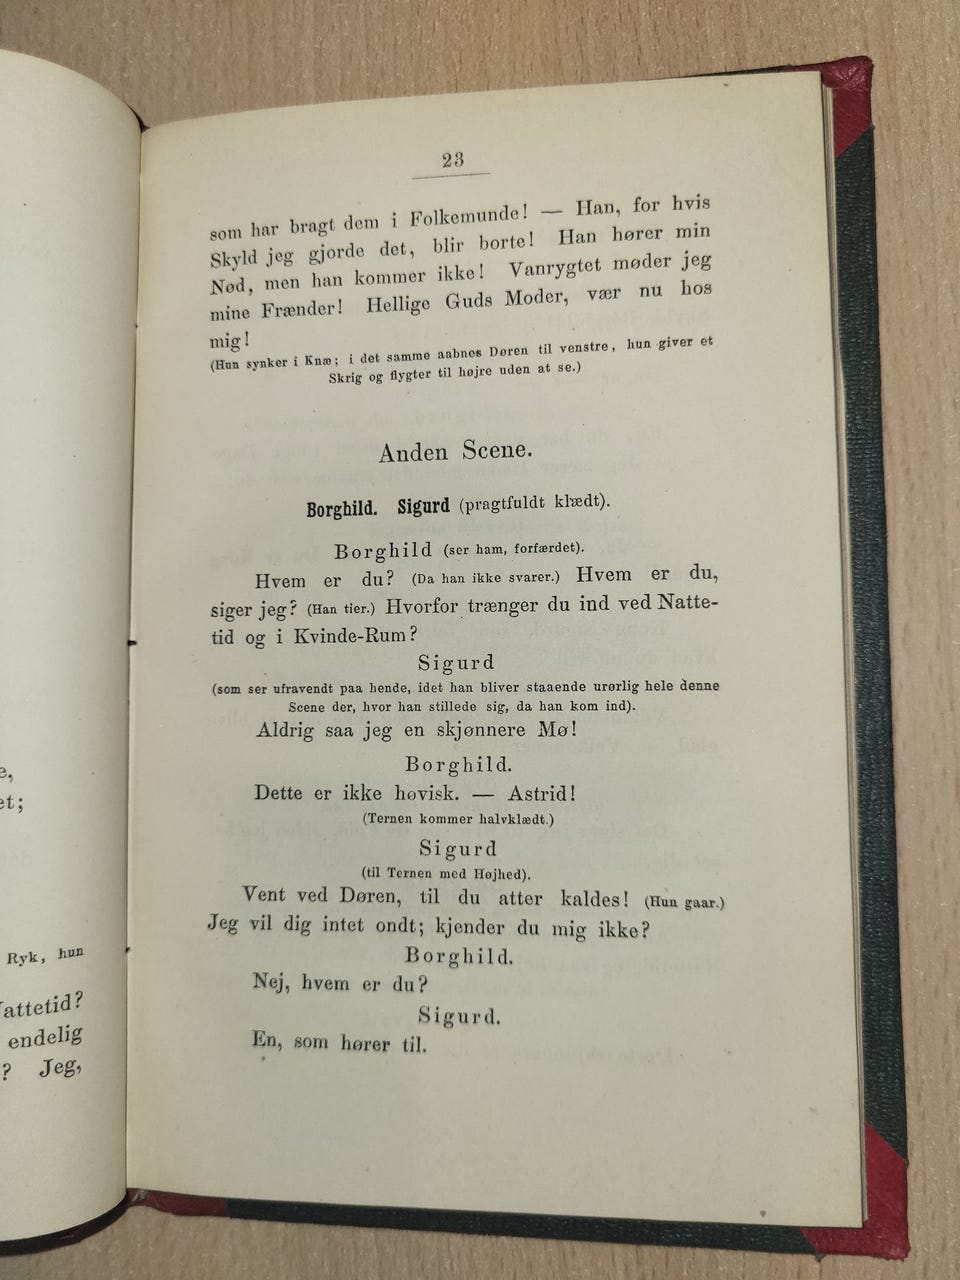 e,
et;
Ryk, hun
attetid?
endelig
? Jeg,
23
som har bragt dem i Folkemunde! — Han, for hvis
Skyld jeg gjorde det, blir borte! Han hører min
Nød, men han kommer ikke! Vanrygtet møder jeg
mine Frænder! Hellige Guds Moder, vær nu hos
mig!
(Hun synker i Knæ; i det samme aabnes Døren til venstre, hun giver et
Skrig og flygter til højre uden at se.)
Anden Scene.
Borghild. Sigurd (pragtfuldt klædt).
Borghild (ser ham, forfærdet).
Hvem er du? (Da han ikke svarer.) Hvem er du,
siger jeg? (Han tier.) Hvorfor trænger du ind ved Natte-
tid og i Kvinde-Rum?
Sigurd
(som ser ufravendt paa hende, idet han bliver staaende urørlig hele denne
Scene der, hvor han stillede sig, da han kom ind).
Aldrig saa jeg en skjønnere Mø!
Borghild.
Dette er ikke høvisk. — Astrid!
(Ternen kommer halvklædt.)
Sigurd
(til Ternen med Højhed).
Vent ved Døren, til du atter kaldes! (Hun gaar.)
Jeg vil dig intet ondt; kjender du mig ikke?
Borghild.
Nej, hvem er du?
Sigurd.
En, som hører til.